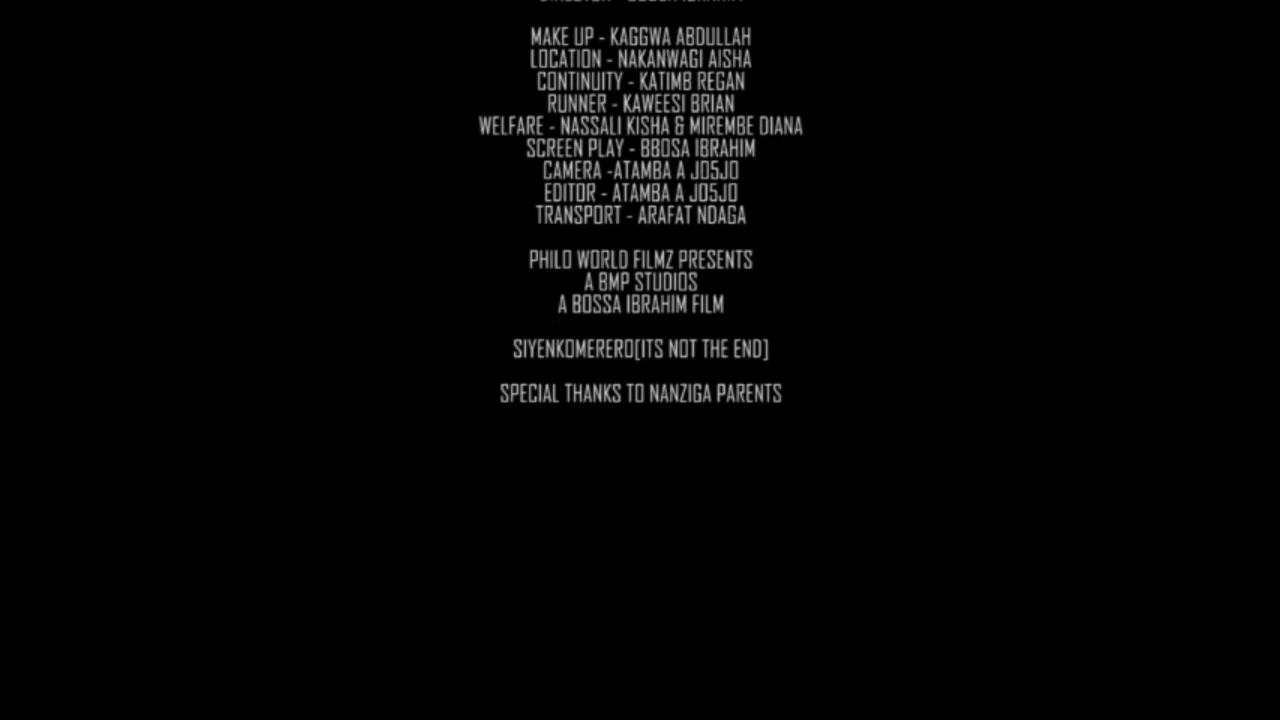 MAKE UP - KAGGWA ABDULLAH
LOCATION - NAKANWAGI AISHA
CONTINUITY - KATIMB REGAN
RUNNER - KAWEESI BRIAN
WELFARE - NASSALI KISHA & MIREMBE DIANA
SCREEN PLAY - BBOSA IBRAHIM
CAMERA -ATAMBA A JO5JO
EDITOR - ATAMBA A JO5JO
TRANSPORT - ARAFAT NDAGA
PHILO WORLD FILMZ PRESENTS
A BMP STUDIOS
A BOSSA IBRAHIM FILM
SIYENKOMERERO[ITS NOT THE END]
SPECIAL THANKS TO NANZIGA PARENTS